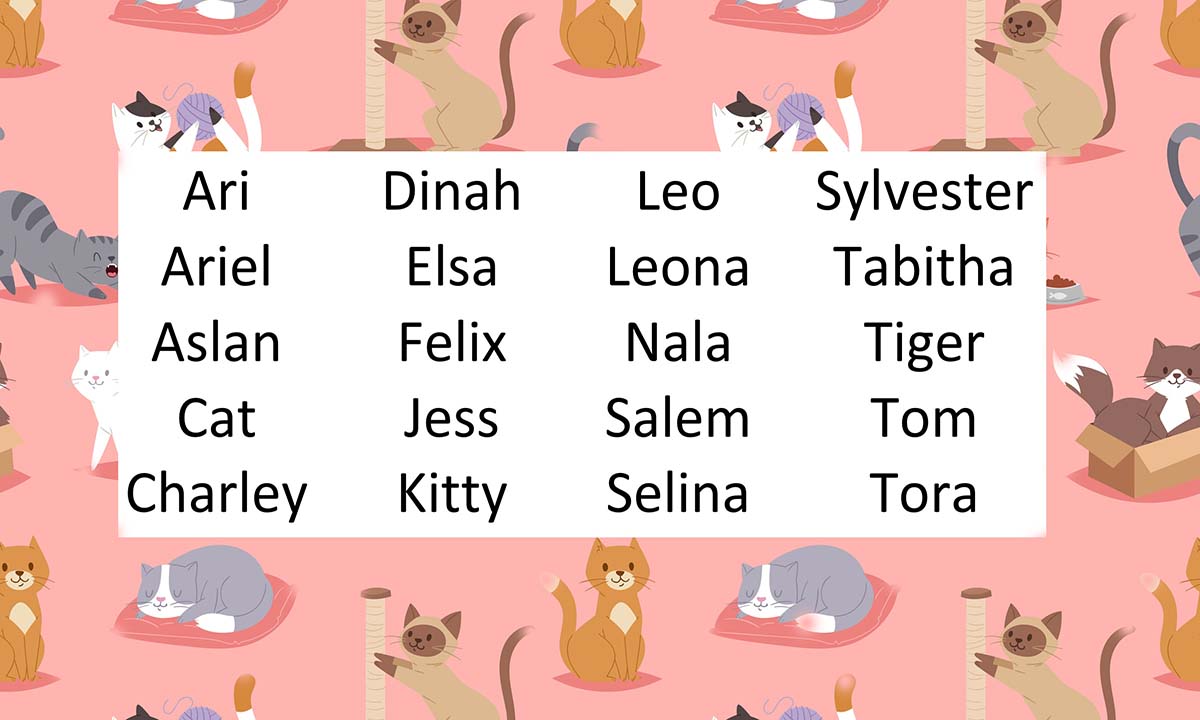 Ari Dinah Leo Sylvester
Ariel Elsa Leona Tabitha
Aslan Felix Nala Tiger
Cat Jess Salem Tom
Charley Kitty Selina Tora